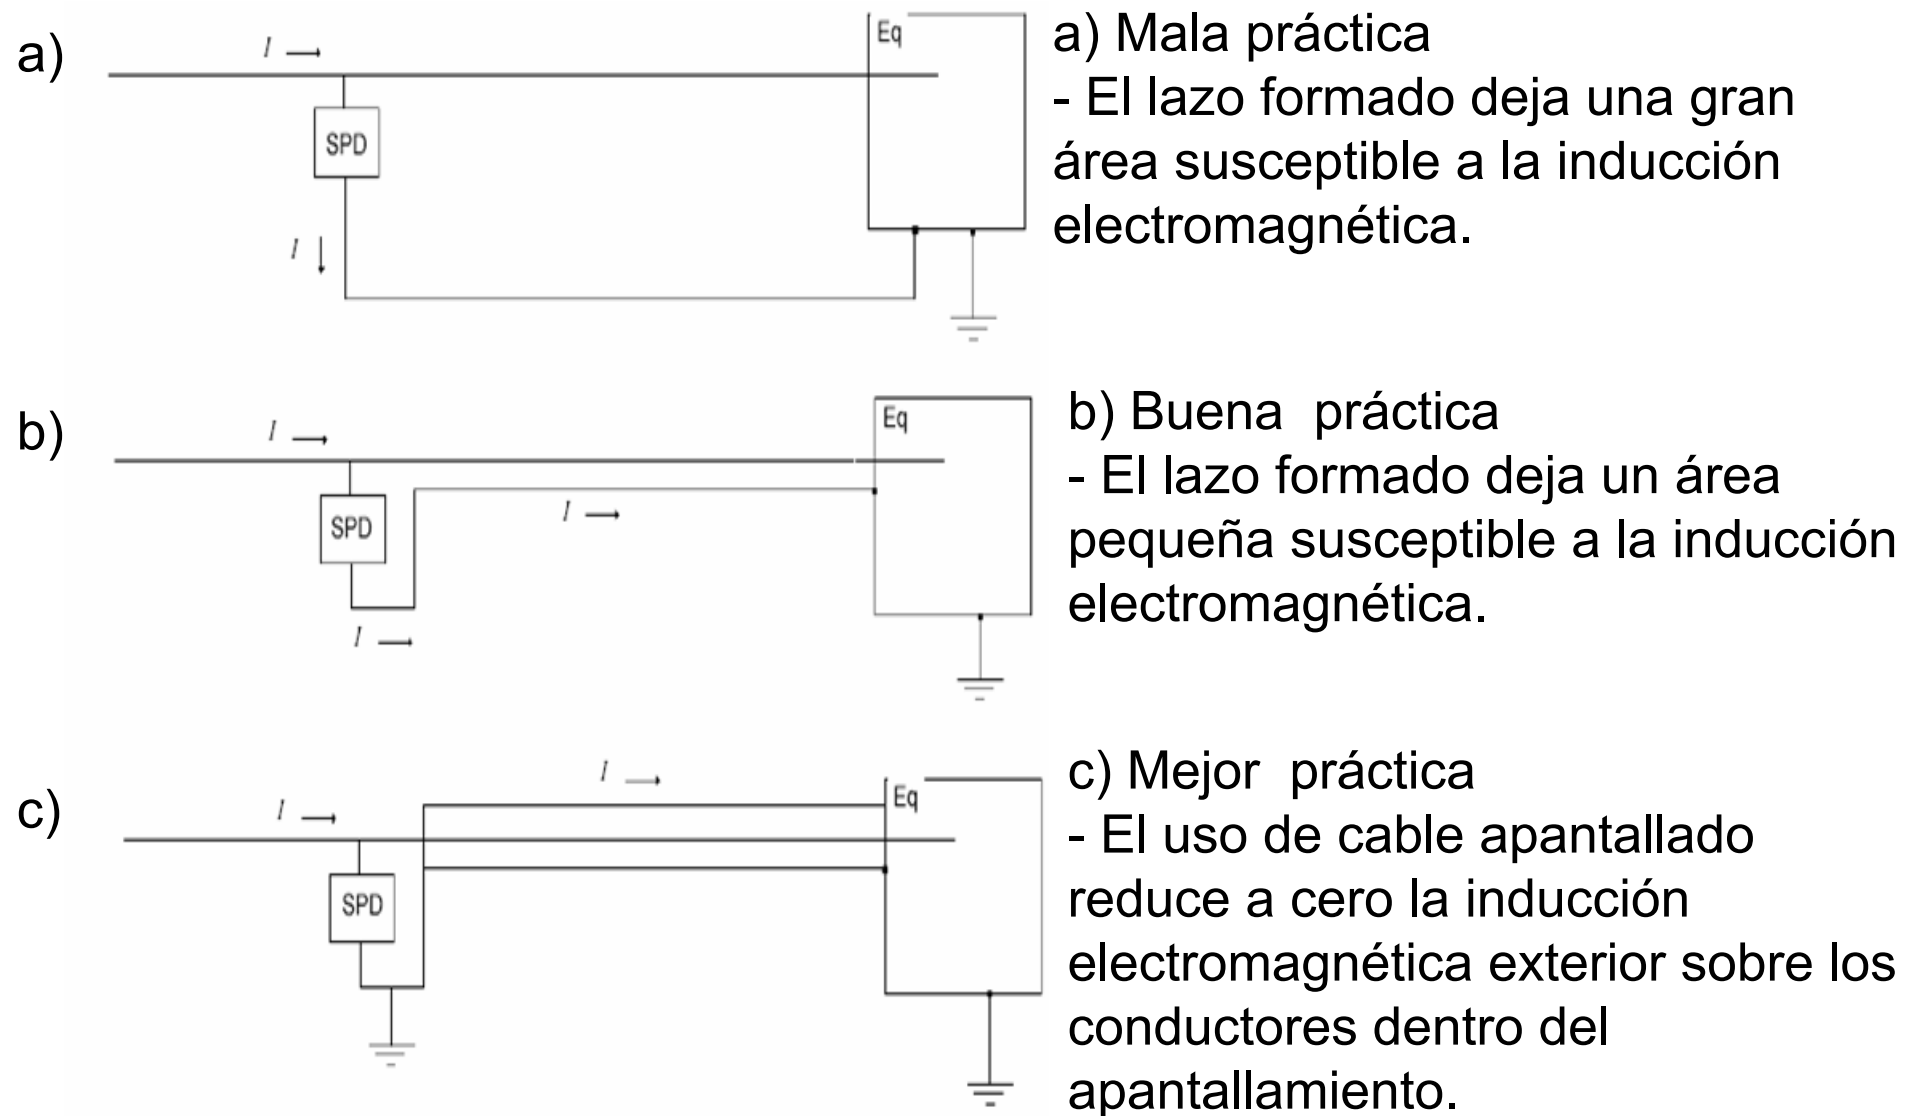 a)
I
Eq
SPD
I
a) Mala práctica
- El lazo formado deja una gran
área susceptible a la inducción
electromagnética.
b)
I
Eq
SPD
I
I
b) Buena  práctica
- El lazo formado deja un área
pequeña susceptible a la inducción
electromagnética.
c)
I
I
Eq
SPD
c) Mejor  práctica
- El uso de cable apantallado
reduce a cero la inducción
electromagnética exterior sobre los
conductores dentro del
apantallamiento.